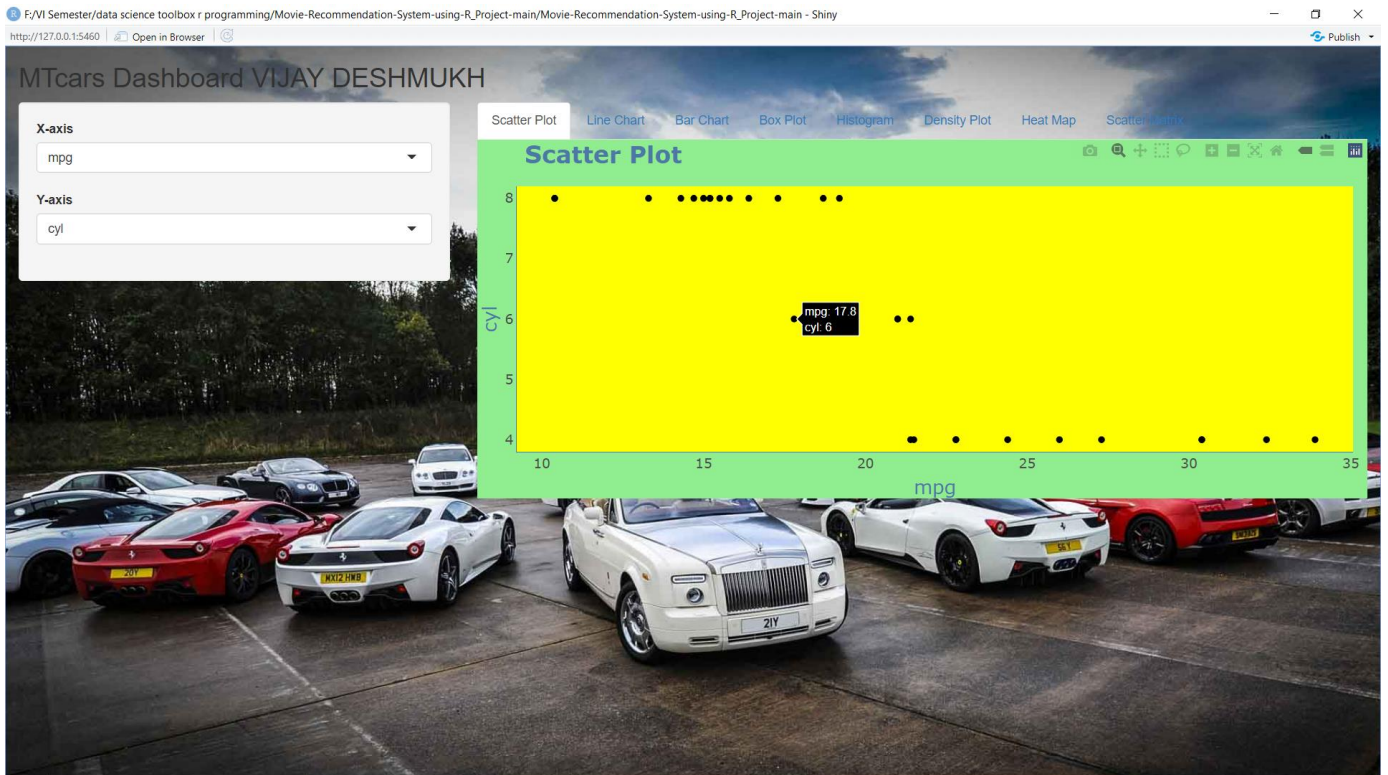 F:/VI Semester/data science toolbox r programming/Movie-Recommendation-System-using-R_Project-main/Movie-Recommendation-System-using-R_Project-main - Shiny
http://127.0.0.1:5460 Open in Browser Publish
MTcars Dashboard VIJAY DESHMUKH
X-axis
mpg
Y-axis
cyl
Scatter Plot Line Chart Bar Chart Box Plot Histogram Density Plot Heat Map Scatter Matrix
Scatter Plot
8
7
6
5
4
cyl
mpg: 17.8
cyl: 6
10 15 20 25 30 35
mpg
20Y
MX12 HWB
21Y